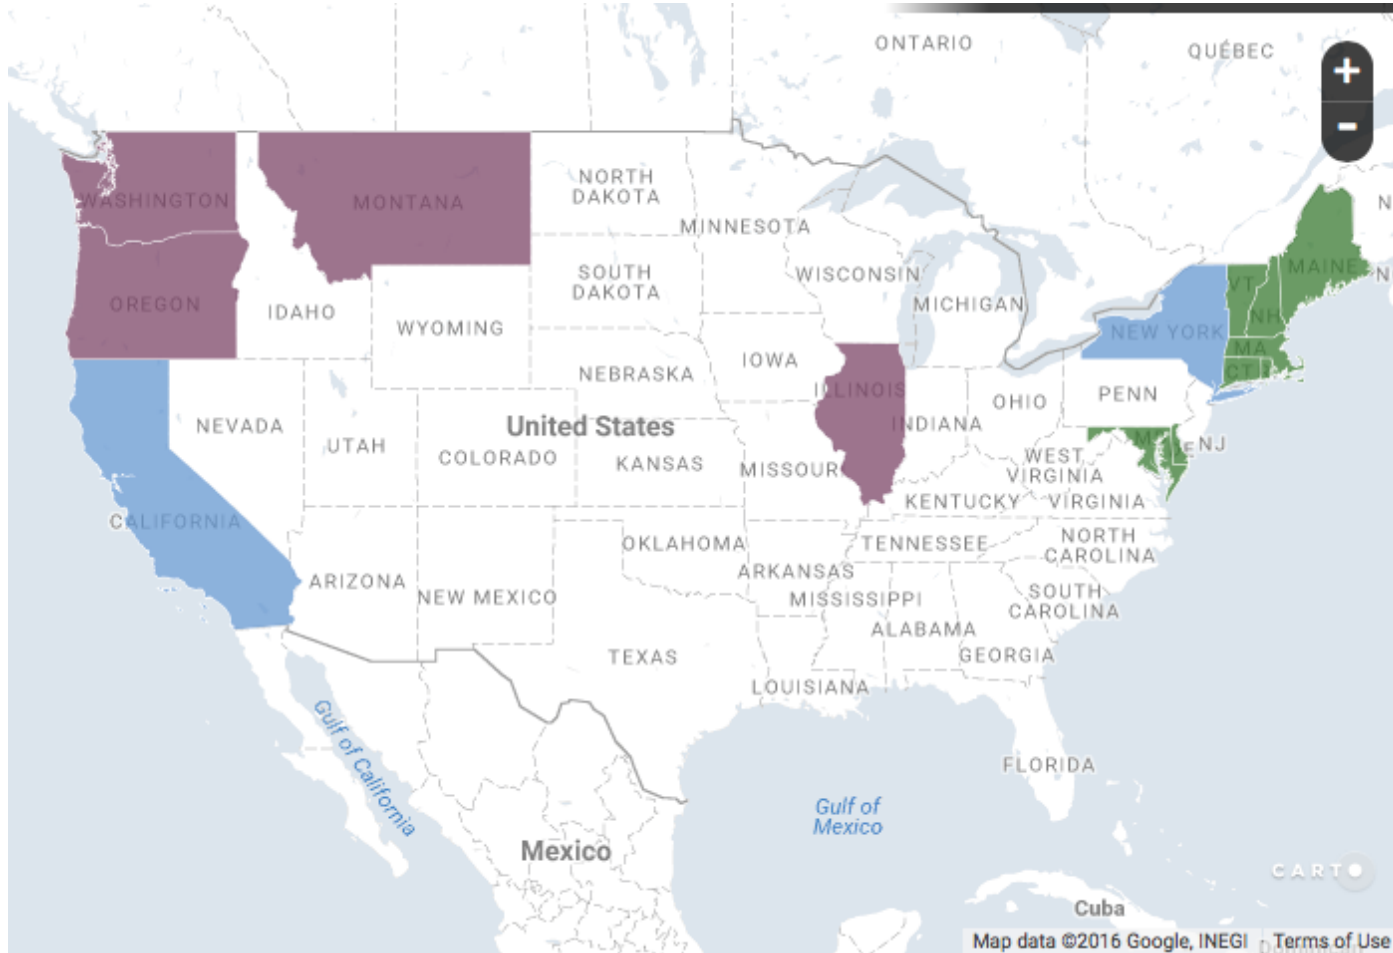 ONTARIO
QUÉBEC
+
-
WASHINGTON
MONTANA
NORTH
DAKOTA
MINNESOTA
OREGON
IDAHO
WYOMING
SOUTH
DAKOTA
WISCONSIN
MICHIGAN
VT
MAINE
NH
NEW YORK
MA
CT
IOWA
NEBRASKA
ILLINOIS
INDIANA
OHIO
PENN
NEVADA
UTAH
United States
COLORADO
KANSAS
MISSOUR
WEST
VIRGINIA
NJ
KENTUCKY
VIRGINIA
CALIFORNIA
OKLAHOMA
TENNESSEE
NORTH
CAROLINA
ARIZONA
NEW MEXICO
ARKANSAS
MISSISSIPPI
SOUTH
CAROLINA
ALABAMA
GEORGIA
TEXAS
LOUISIANA
FLORIDA
Gulf of California
Gulf of
Mexico
Mexico
CARTO
Cuba
Map data ©2016 Google, INEGI
Terms of Use